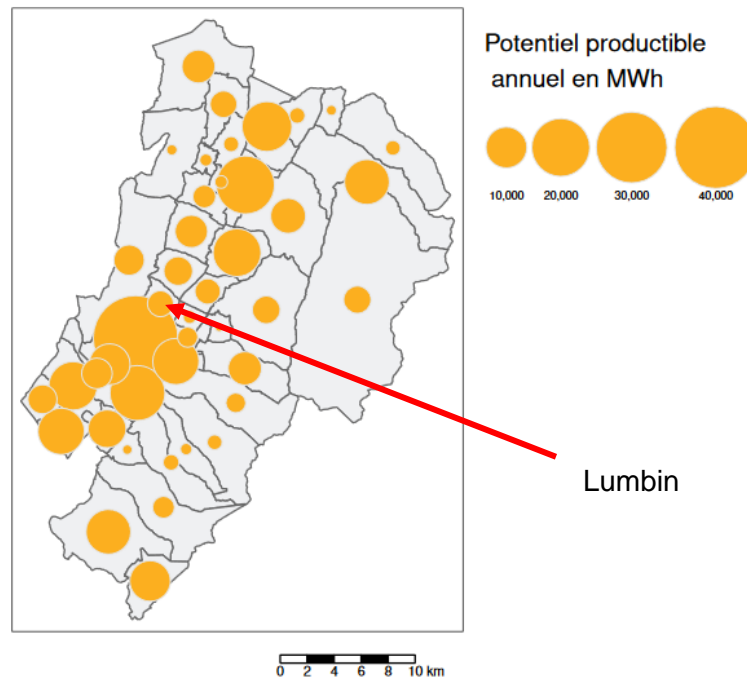 Potentiel productible
annuel en MWh
10,000 20,000 30,000 40,000
Lumbin
0 2 4 6 8 10 km